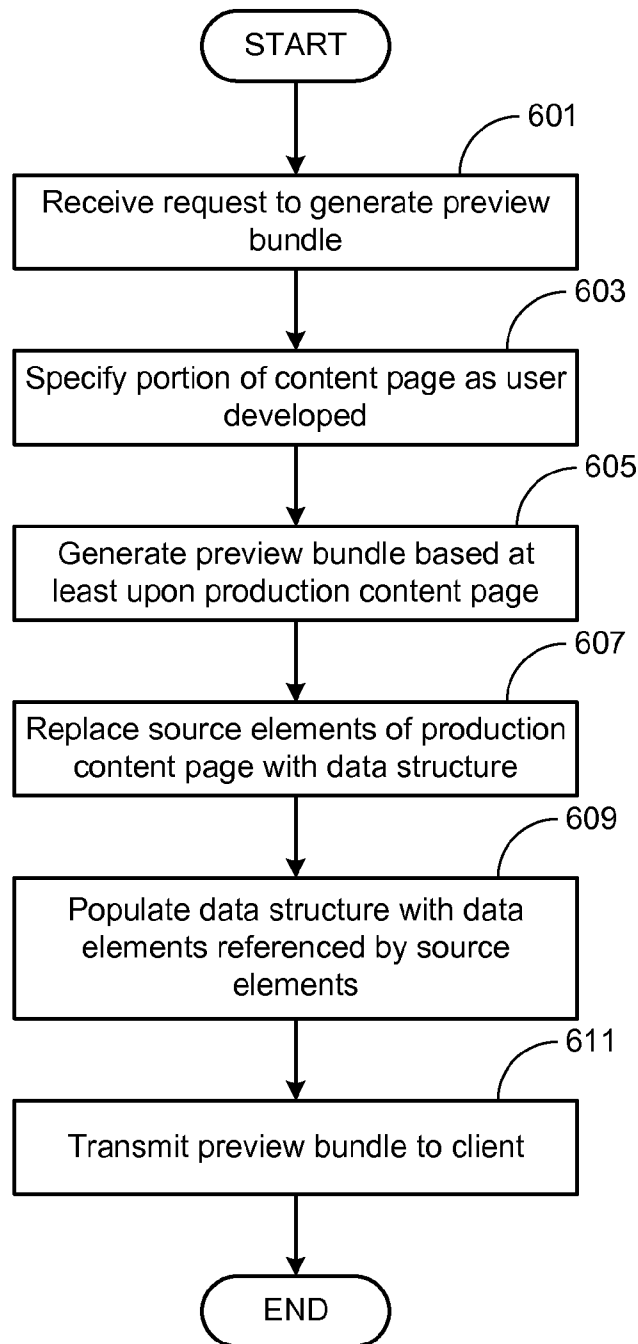 START
601
Receive request to generate preview
bundle
603
Specify portion of content page as user
developed
605
Generate preview bundle based at
least upon production content page
607
Replace source elements of production
content page with data structure
609
Populate data structure with data
elements referenced by source
elements
611
Transmit preview bundle to client
END